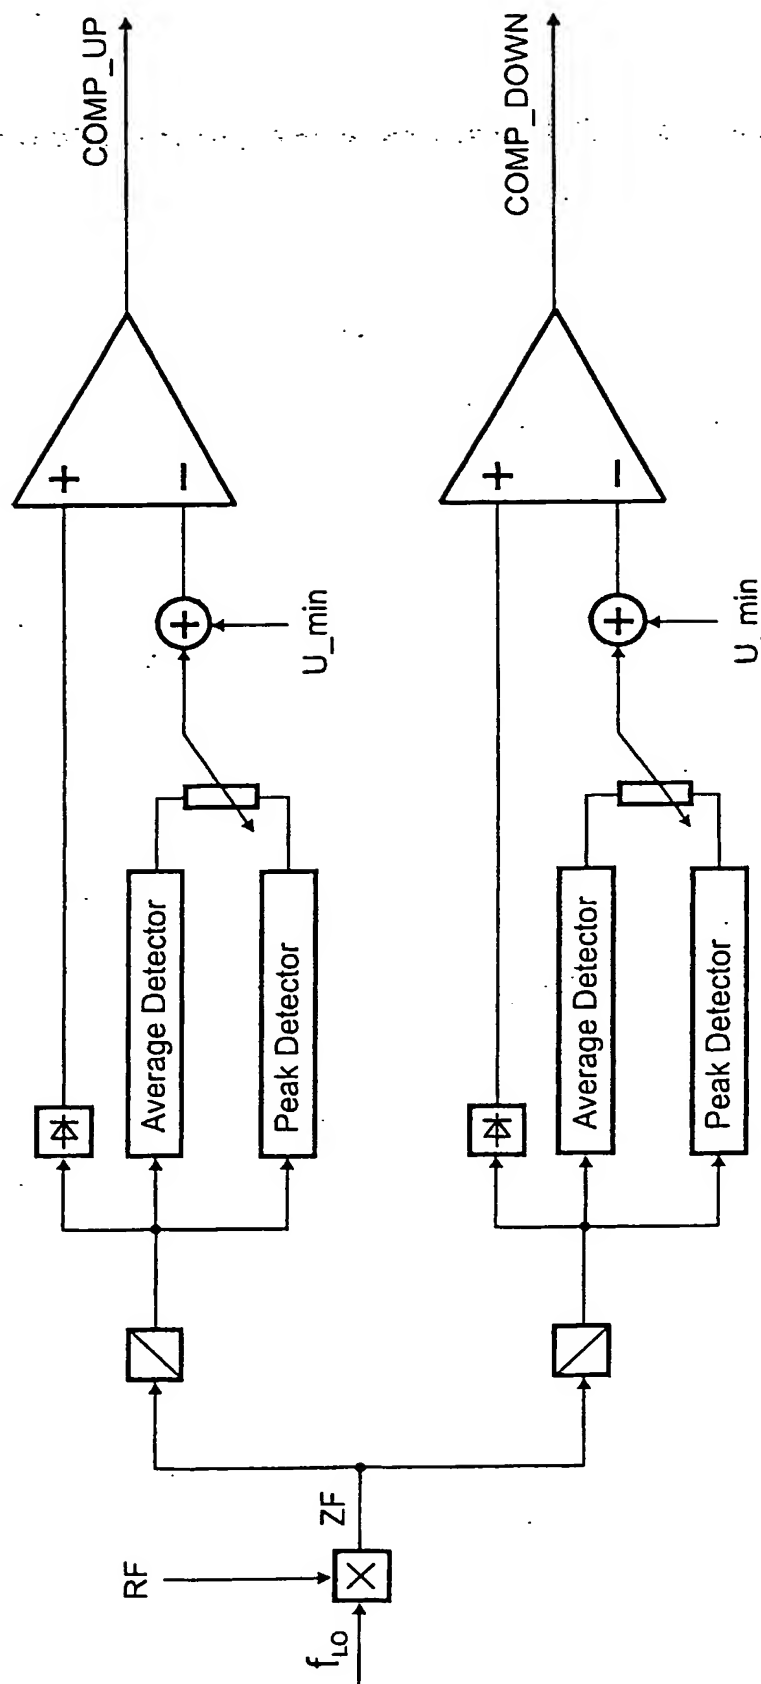 f_LO
RF
ZF
Average Detector
Peak Detector
U_min
+
−
+
COMP_UP
Average Detector
Peak Detector
U_min
+
−
+
COMP_DOWN